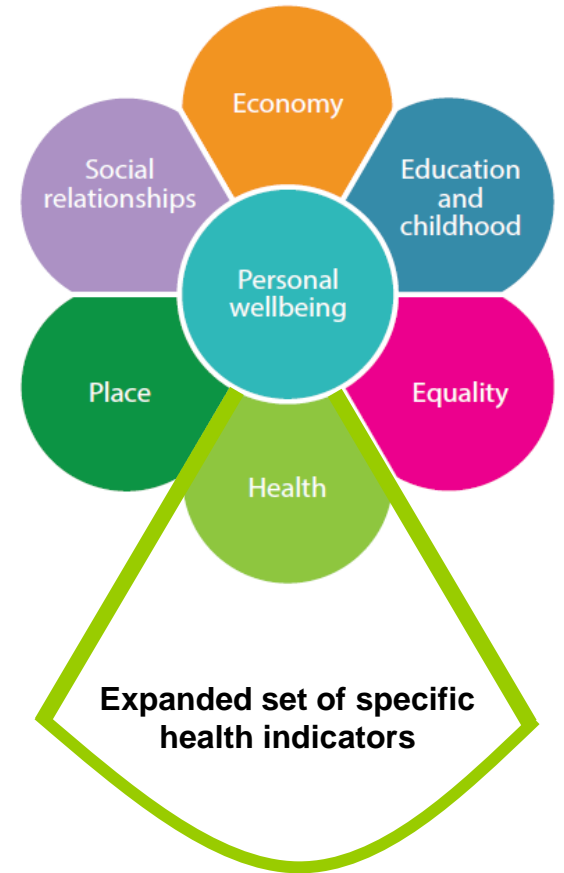 Economy
Social
relationships
Education
and
childhood
Personal
wellbeing
Place
Equality
Health
Expanded set of specific
health indicators